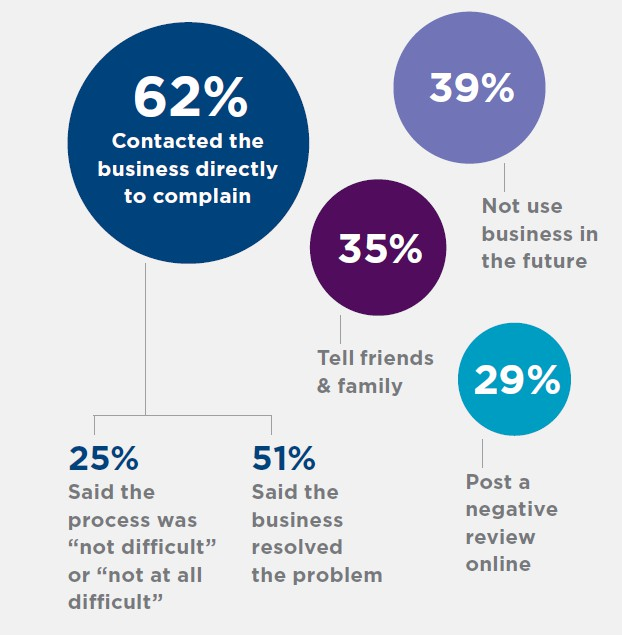 62%
Contacted the
business directly
to complain
39%
Not use
business in
the future
35%
Tell friends
& family
29%
Post a
negative
review
online
25%
Said the
process was
“not difficult”
or “not at all
difficult”
51%
Said the
business
resolved
the problem